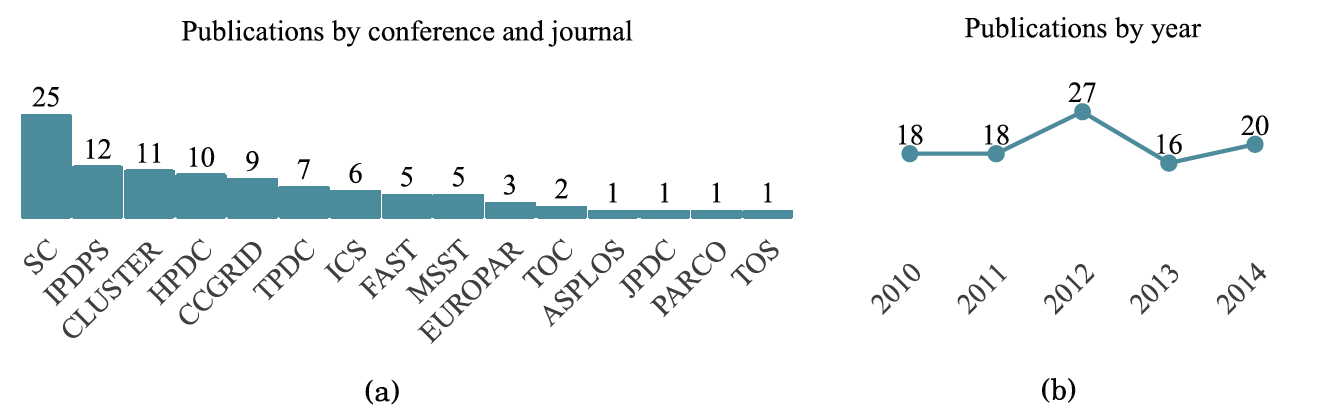 Publications by conference and journal
25
12
11
10
9
7
6
5
5
3
2
1
1
1
1
SC
IPDPS
CLUSTER
HPDC
CCGRID
TPDC
ICS
FAST
MSST
EUROPAR
TOC
ASPLOS
JPDC
PARCO
TOS
(a)
Publications by year
18
18
27
16
20
2010
2011
2012
2013
2014
(b)